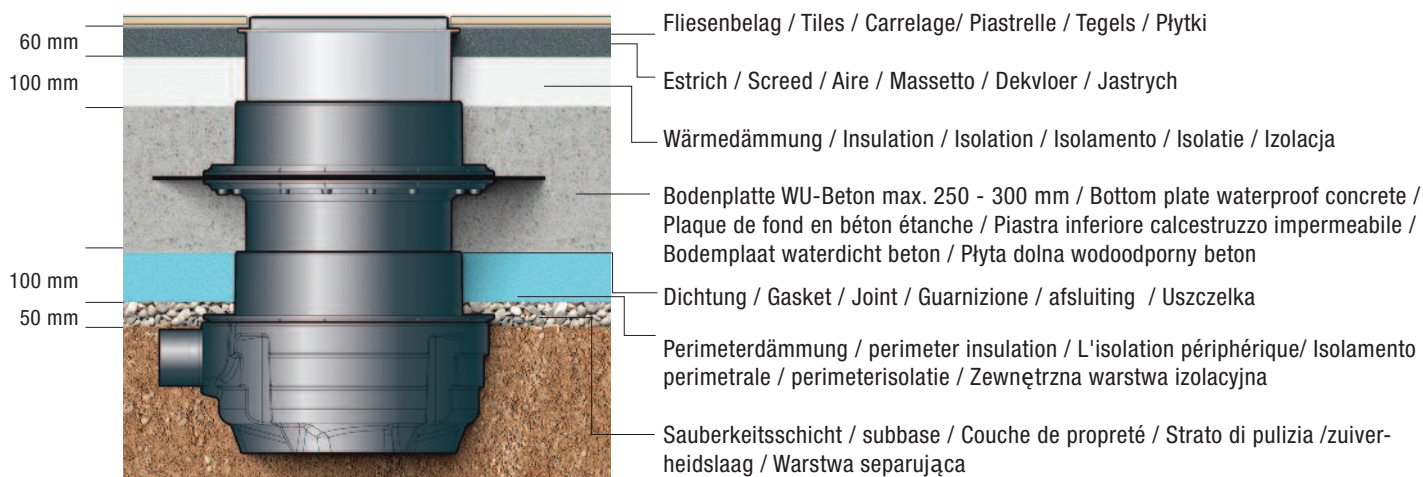 60 mm
100 mm
100 mm
50 mm
Fliesenbelag / Tiles / Carrelage/ Piastrelle / Tegels / Płytki
Estrich / Screed / Aire / Massetto / Dekvloer / Jastrych
Wärmedämmung / Insulation / Isolation / Isolamento / Isolatie / Izolacja
Bodenplatte WU-Beton max. 250 - 300 mm / Bottom plate waterproof concrete /
Plaque de fond en béton étanche / Piastra inferiore calcestruzzo impermeabile /
Bodemplaat waterdicht beton / Płyta dolna wodoodporny beton
Dichtung / Gasket / Joint / Guarnizione / afsluiting / Uszczelka
Perimeterdämmung / perimeter insulation / L'isolation périphérique/ Isolamento
perimetrale / perimeterisolatie / Zewnętrzna warstwa izolacyjna
Sauberkeitsschicht / subbase / Couche de propreté / Strato di pulizia /zuiver-
heidslaag / Warstwa separująca